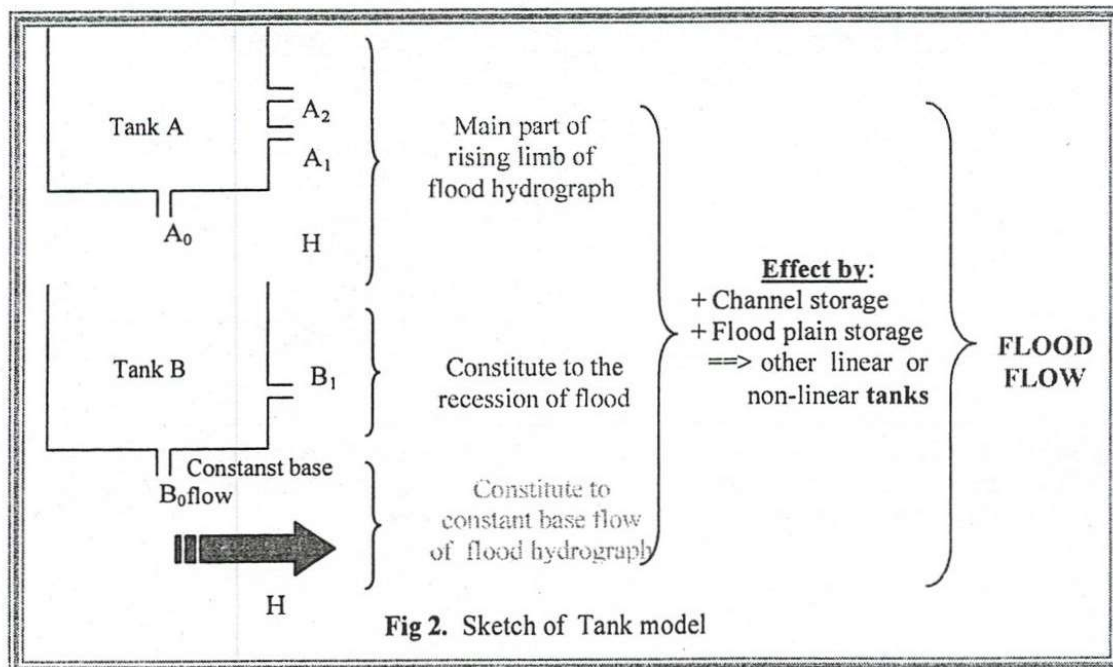 Tank A
A₂
A₁
A₀
H
Main part of
rising limb of
flood hydrograph
Tank B
B₁
Constitute to the
recession of flood
Constanst base
B₀flow
Constitute to
constant base flow
of flood hydrograph
H
Effect by:
+ Channel storage
+ Flood plain storage
==> other linear or
non-linear tanks
FLOOD
FLOW
Fig 2. Sketch of Tank model